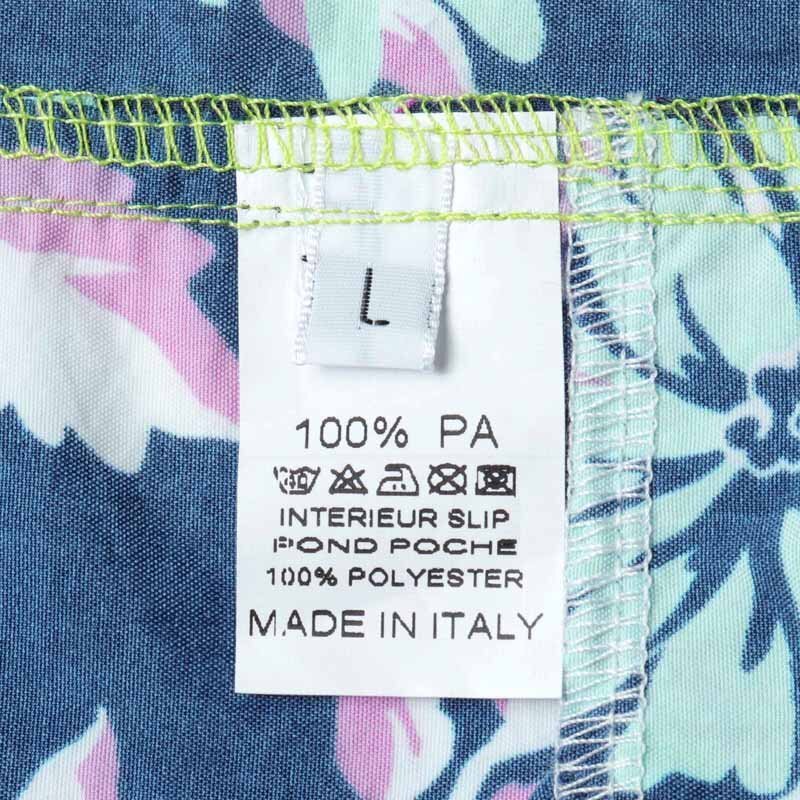 L
100% PA
INTERIEUR SLIP
FOND POCHE
100% POLYESTER
MADE IN ITALY